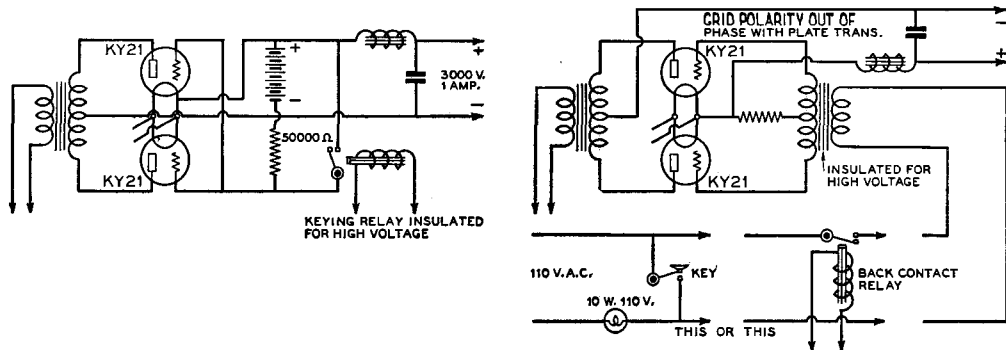 KY21
+
−
50000 Ω
+
3000 V.
1 AMP.
−
KY21
KEYING RELAY INSULATED
FOR HIGH VOLTAGE
GRID POLARITY OUT OF
PHASE WITH PLATE TRANS.
−
+
KY21
KY21
INSULATED FOR
HIGH VOLTAGE
110 V.A.C.
KEY
BACK CONTACT
RELAY
10 W. 110 V.
THIS OR THIS